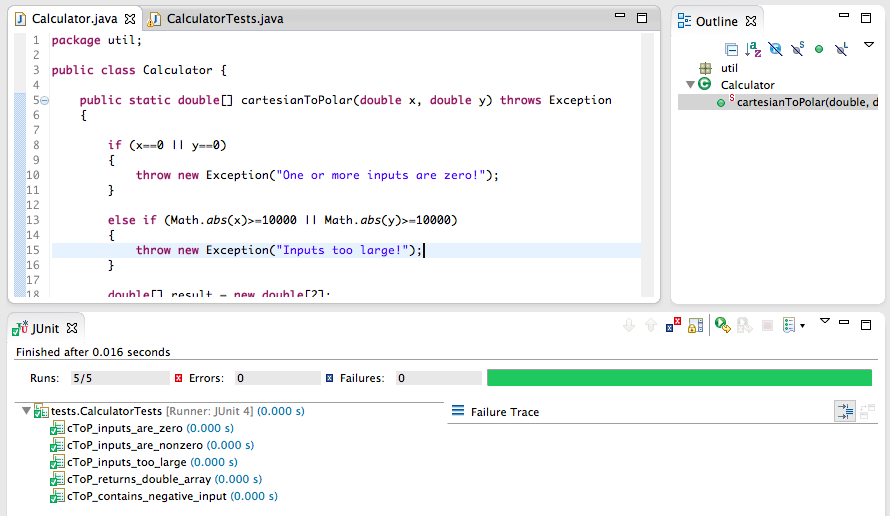 Calculator.java
CalculatorTests.java
1 package util;
2
3 public class Calculator {
4
5 public static double[] cartesianToPolar(double x, double y) throws Exception
6 {
7
8 if (x==0 || y==0)
9 {
10 throw new Exception("One or more inputs are zero!");
11 }
12
13 else if (Math.abs(x)>=10000 || Math.abs(y)>=10000)
14 {
15 throw new Exception("Inputs too large!");
16 }
17
18 double[] result = new double[2];
Outline
util
Calculator
S cartesianToPolar(double, d
JUnit
Finished after 0.016 seconds
Runs: 5/5 Errors: 0 Failures: 0
tests.CalculatorTests [Runner: JUnit 4] (0.000 s)
cToP_inputs_are_zero (0.000 s)
cToP_inputs_are_nonzero (0.000 s)
cToP_inputs_too_large (0.000 s)
cToP_returns_double_array (0.000 s)
cToP_contains_negative_input (0.000 s)
Failure Trace